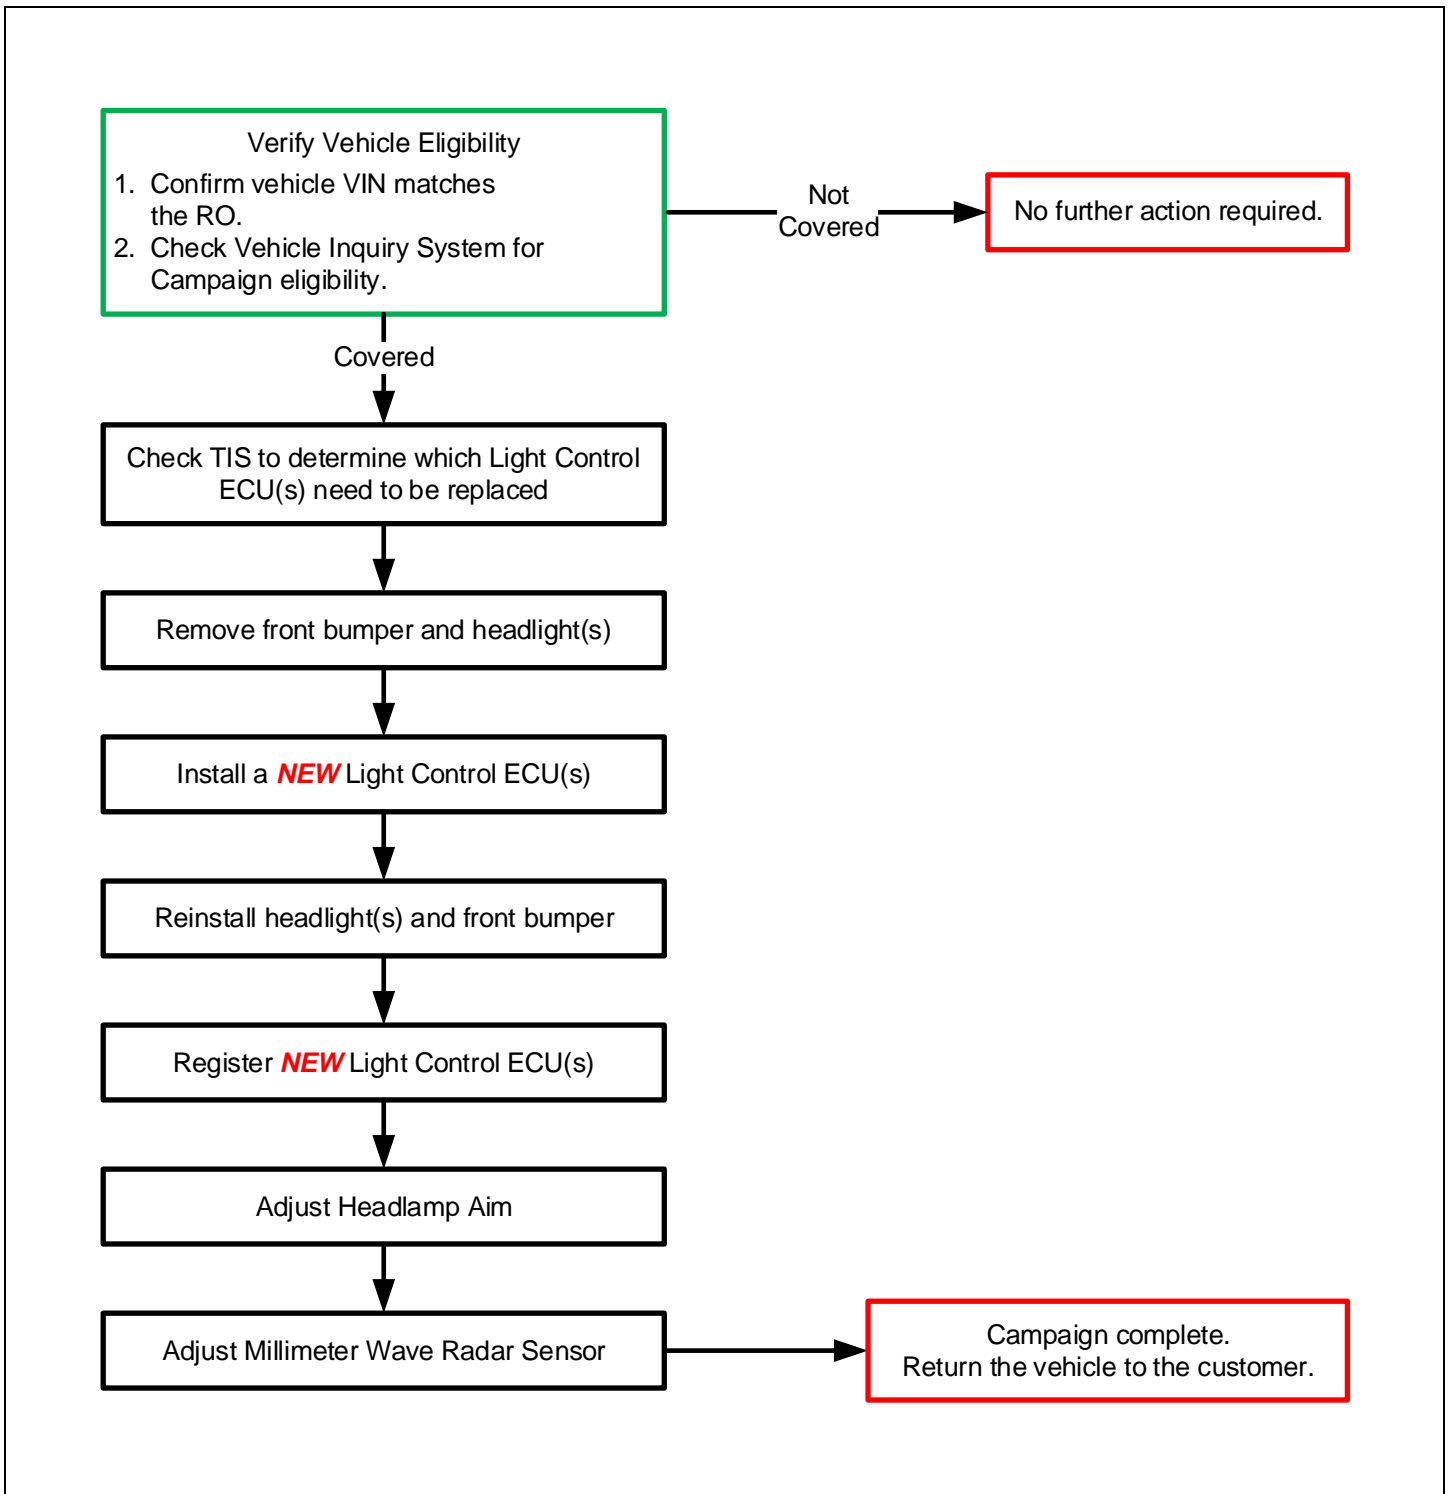 Verify Vehicle Eligibility
1. Confirm vehicle VIN matches
the RO.
2. Check Vehicle Inquiry System for
Campaign eligibility.
Not
Covered
No further action required.
Covered
Check TIS to determine which Light Control
ECU(s) need to be replaced
Remove front bumper and headlight(s)
Install a NEW Light Control ECU(s)
Reinstall headlight(s) and front bumper
Register NEW Light Control ECU(s)
Adjust Headlamp Aim
Adjust Millimeter Wave Radar Sensor
Campaign complete.
Return the vehicle to the customer.